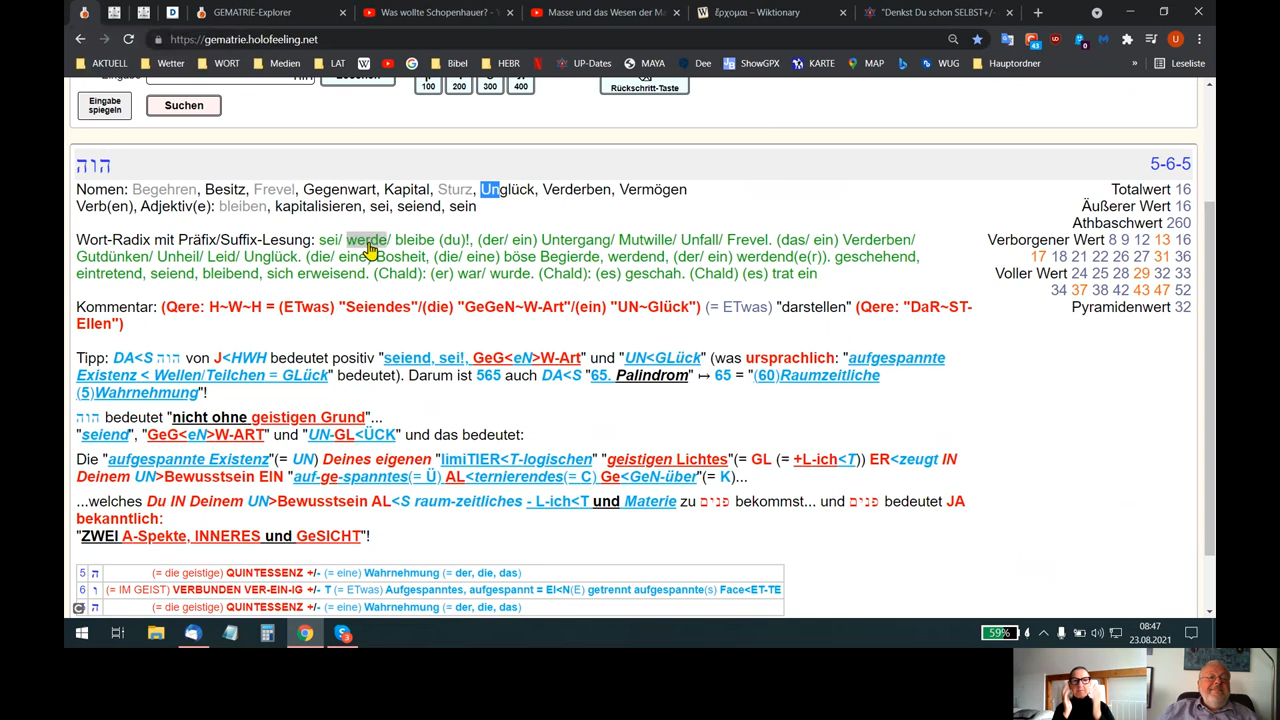 GEMATRIE-Explorer
Was wollte Schopenhauer? - Y
Masse und das Wesen der Ma
ἔρχομαι – Wiktionary
"Denkst Du schon SELBST+/-
https://gematrie.holofeeling.net
43
0
U
AKTUELL Wetter WORT Medien LAT Bibel HEBR UP-Dates MAYA Dee ShowGPX KARTE MAP WUG Hauptordner » Leseliste
100 200 300 400
Rückschritt-Taste
Eingabe spiegeln
Suchen
הוה 5-6-5
Nomen: Begehren, Besitz, Frevel, Gegenwart, Kapital, Sturz, Unglück, Verderben, Vermögen
Verb(en), Adjektiv(e): bleiben, kapitalisieren, sei, seiend, sein
Wort-Radix mit Präfix/Suffix-Lesung: sei/ werde/ bleibe (du)!, (der/ ein) Untergang/ Mutwille/ Unfall/ Frevel. (das/ ein) Verderben/
Gutdünken/ Unheil/ Leid/ Unglück. (die/ eine) Bosheit, (die/ eine) böse Begierde, werdend, (der/ ein) werdend(e(r)). geschehend,
eintretend, seiend, bleibend, sich erweisend. (Chald): (er) war/ wurde. (Chald): (es) geschah. (Chald) (es) trat ein
Totalwert 16
Äußerer Wert 16
Athbaschwert 260
Verborgener Wert 8 9 12 13 16
17 18 21 22 26 27 31 36
Voller Wert 24 25 28 29 32 33
34 37 38 42 43 47 52
Pyramidenwert 32
Kommentar: (Qere: H~W~H = (ETwas) "Seiendes"/(die) "GeGeN~W-Art"/(ein) "UN~Glück") (= ETwas) "darstellen" (Qere: "DaR~ST-
Ellen")
Tipp: DA<S הוה von J<HWH bedeutet positiv "seiend, sei!, GeG<eN>W-Art" und "UN<GLück" (was ursprachlich: "aufgespannte
Existenz < Wellen/Teilchen = GLück" bedeutet). Darum ist 565 auch DA<S "65. Palindrom" ↦ 65 = "(60)Raumzeitliche
(5)Wahrnehmung"!
הוה bedeutet "nicht ohne geistigen Grund"...
"seiend", "GeG<eN>W-ART" und "UN-GL<ÜCK" und das bedeutet:
Die "aufgespannte Existenz"(= UN) Deines eigenen "limiTIER<T-logischen" "geistigen Lichtes"(= GL (= +L-ich<T)) ER<zeugt IN
Deinem UN>Bewusstsein EIN "auf-ge-spanntes(= Ü) AL<ternierendes(= C) Ge<GeN-über"(= K)...
...welches Du IN Deinem UN>Bewusstsein AL<S raum-zeitliches - L-ich<T und Materie zu פנים bekommst... und פנים bedeutet JA
bekanntlich:
"ZWEI A-Spekte, INNERES und GeSICHT"!
5 ה (= die geistige) QUINTESSENZ +/- (= eine) Wahrnehmung (= der, die, das)
6 ו (= IM GEIST) VERBUNDEN VER-EIN-IG +/- T (= ETwas) Aufgespanntes, aufgespannt = EI<N(E) getrennt aufgespannte(s) Face<ET-TE
5 ה (= die geistige) QUINTESSENZ +/- (= eine) Wahrnehmung (= der, die, das)
59%
08:47
23.08.2021